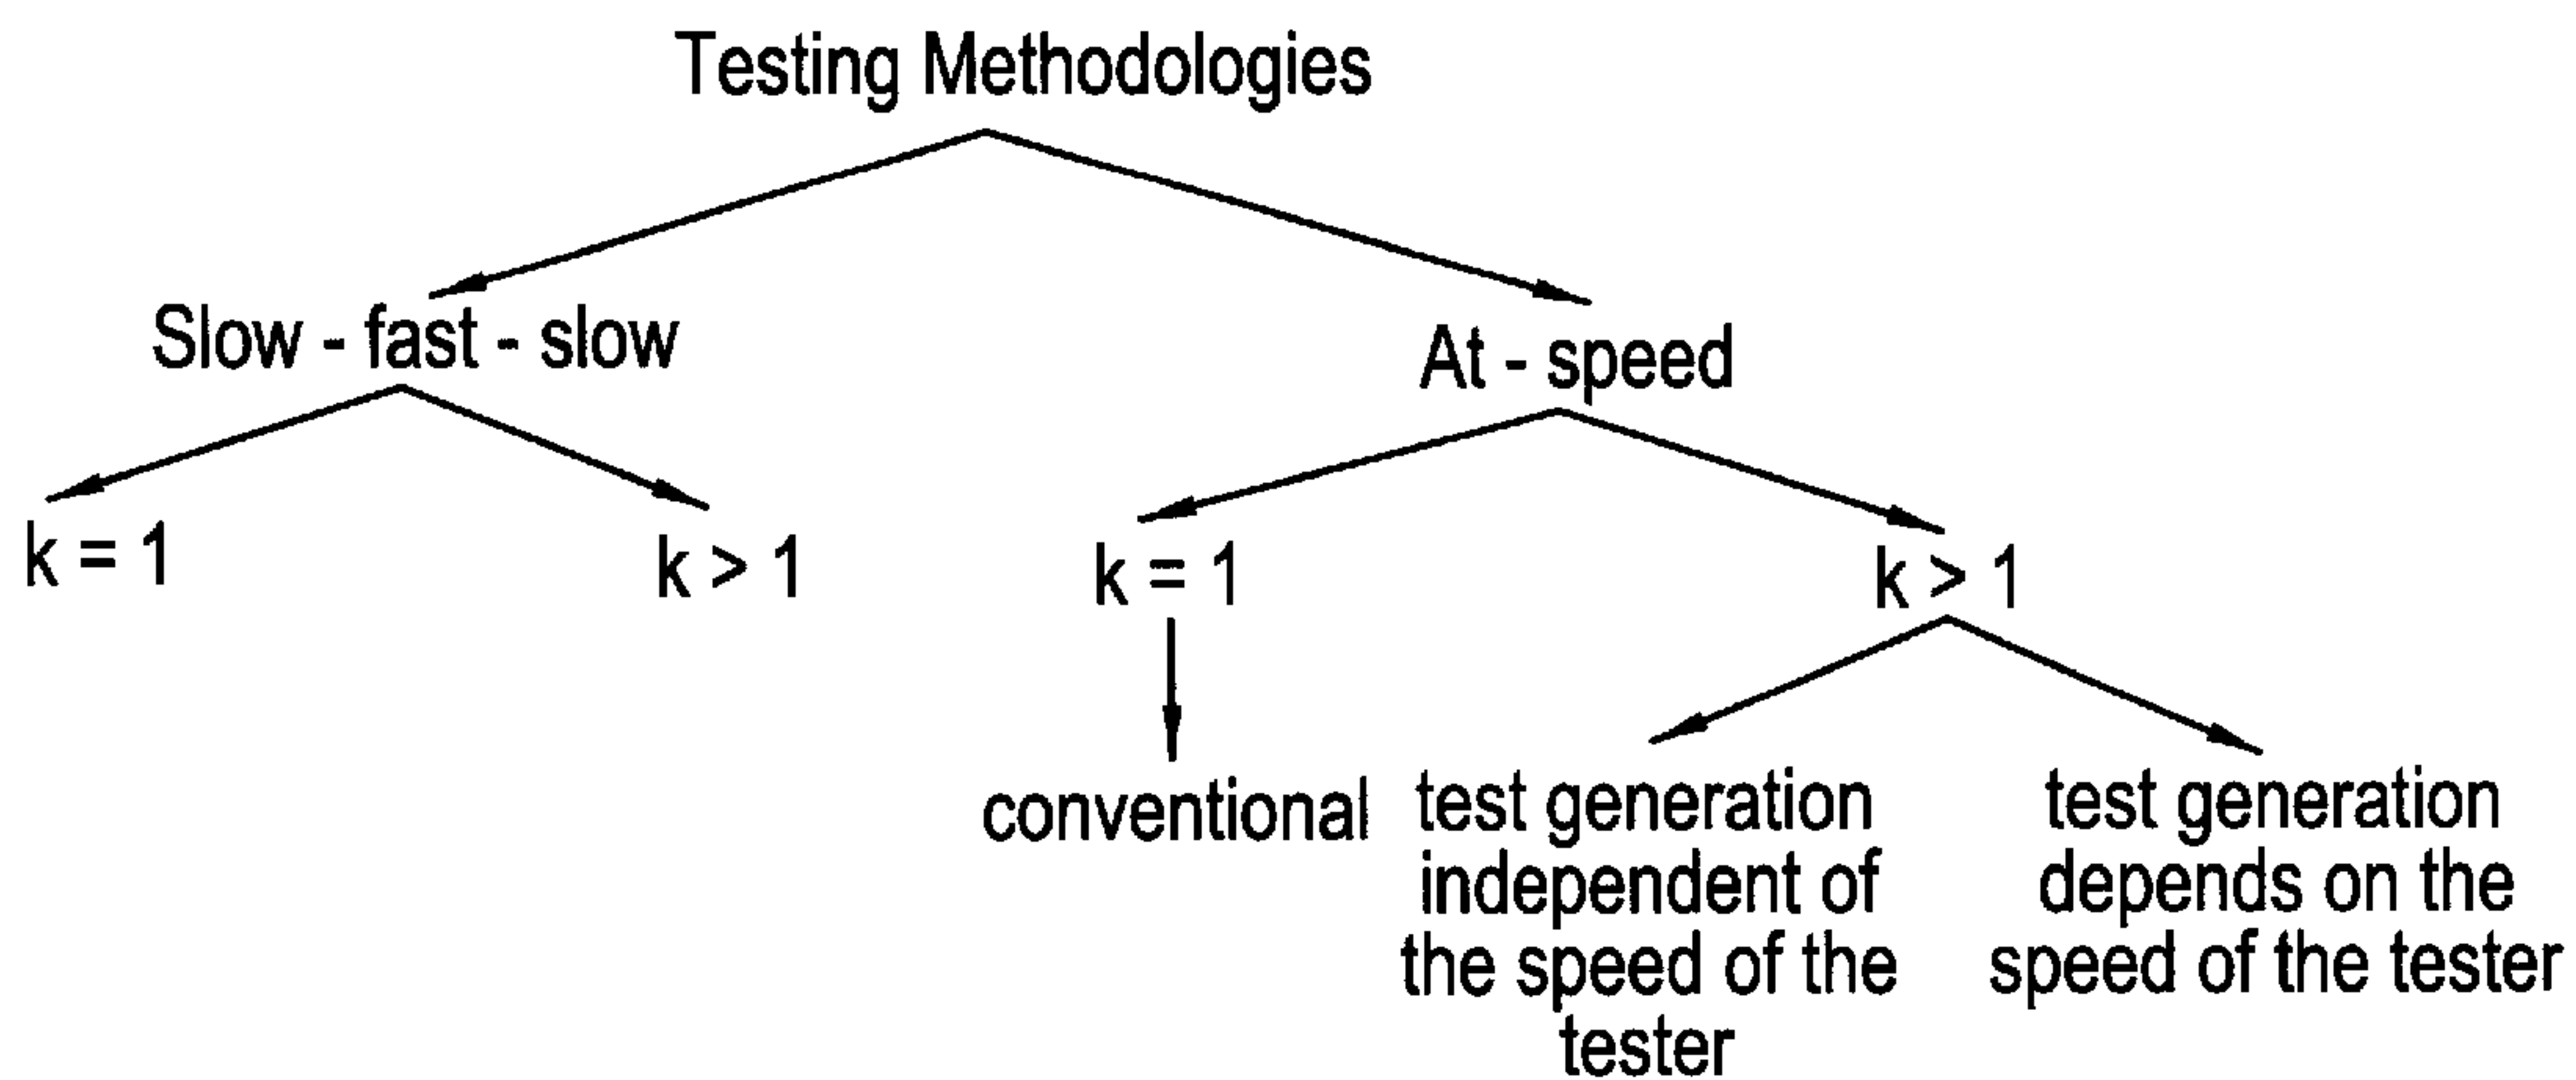 Testing Methodologies
Slow - fast - slow
At - speed
k = 1
k > 1
k = 1
k > 1
conventional
test generation
independent of
the speed of the
tester
test generation
depends on the
speed of the tester